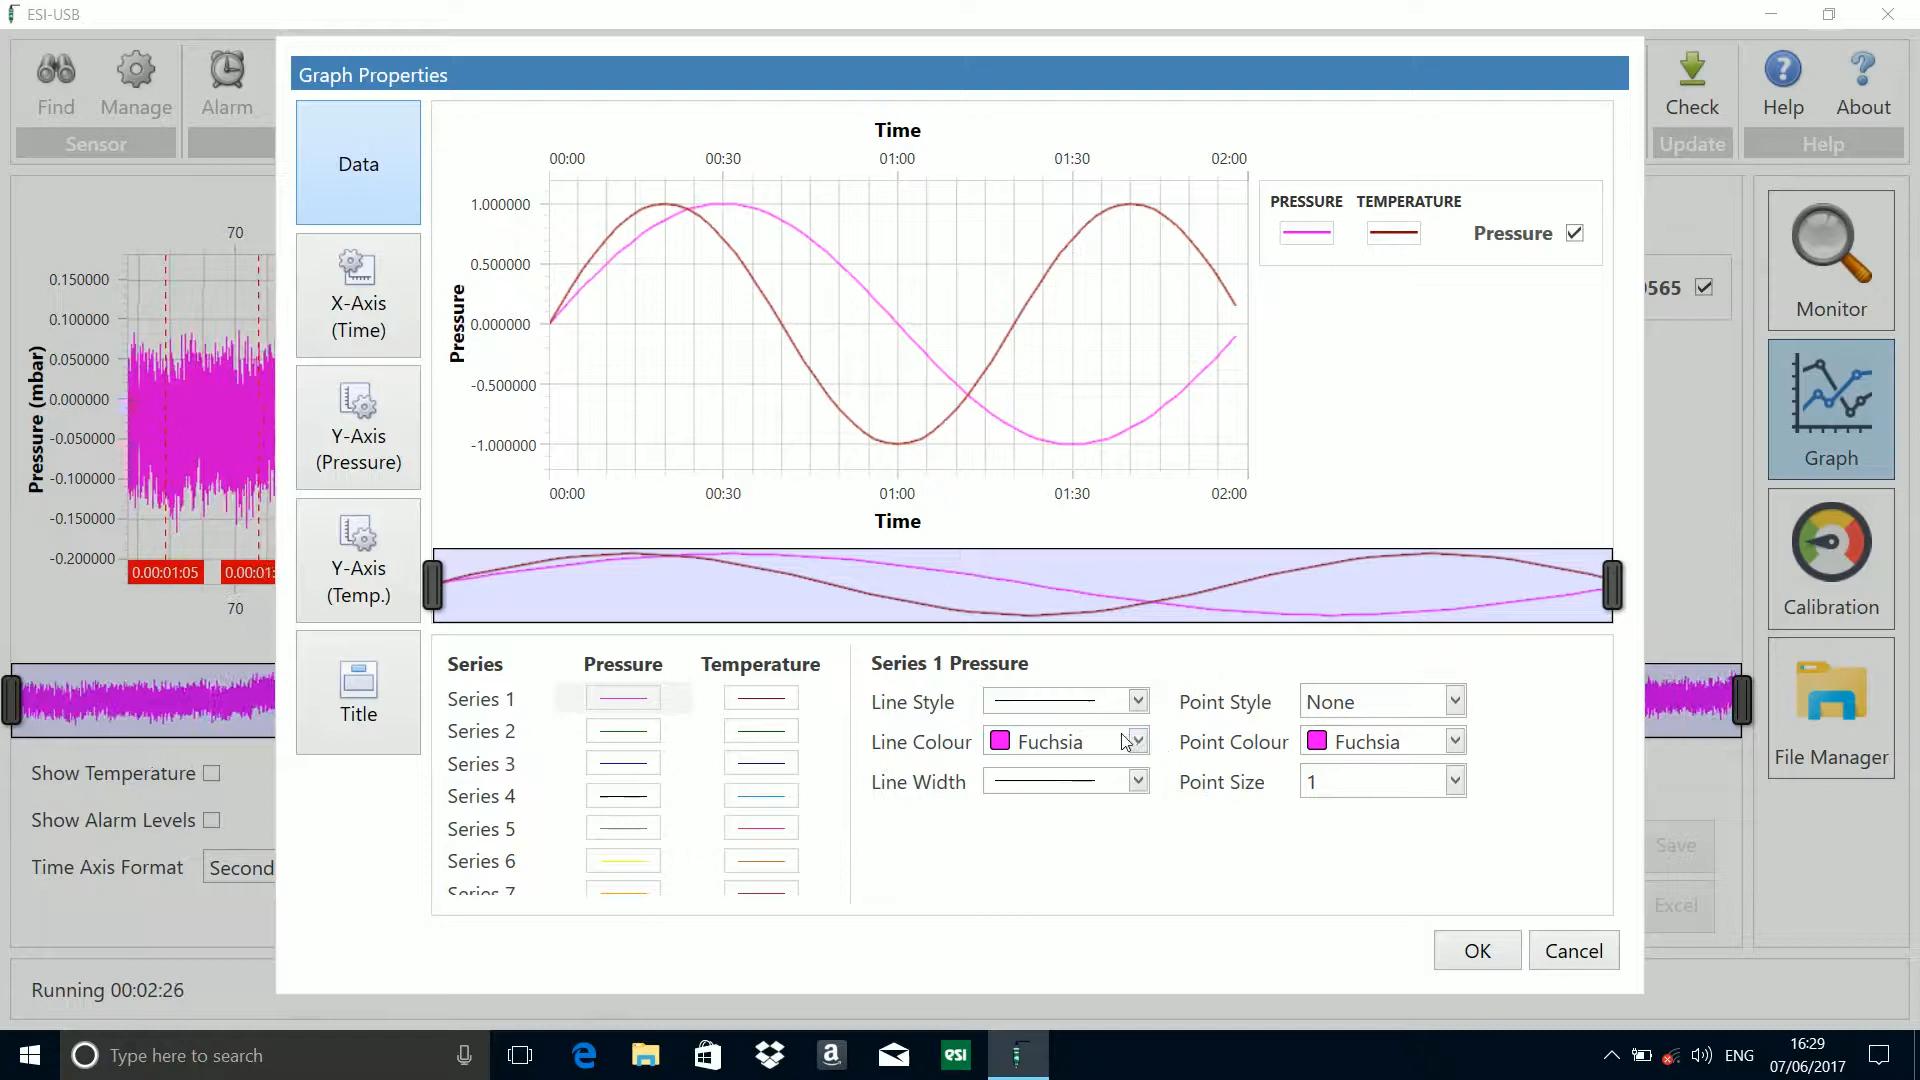 ESI-USB
Find
Manage
Alarm
Sensor
Check
Help
About
Update
Help
Graph Properties
Data
X-Axis
(Time)
Y-Axis
(Pressure)
Y-Axis
(Temp.)
Title
Time
00:00 00:30 01:00 01:30 02:00
Pressure
1.000000
0.500000
0.000000
-0.500000
-1.000000
00:00 00:30 01:00 01:30 02:00
Time
PRESSURE TEMPERATURE
Pressure
70
0.150000
0.100000
0.050000
0.000000
-0.050000
-0.100000
-0.150000
-0.200000
Pressure (mbar)
0.00:01:05
0.00:01:
70
565
Monitor
Graph
Calibration
File Manager
Series Pressure Temperature
Series 1
Series 2
Series 3
Series 4
Series 5
Series 6
Series 7
Series 1 Pressure
Line Style
Point Style None
Line Colour Fuchsia
Point Colour Fuchsia
Line Width
Point Size 1
Show Temperature
Show Alarm Levels
Time Axis Format Second
Save
Excel
OK
Cancel
Running 00:02:26
Type here to search
e
a
esi
ENG
16:29
07/06/2017